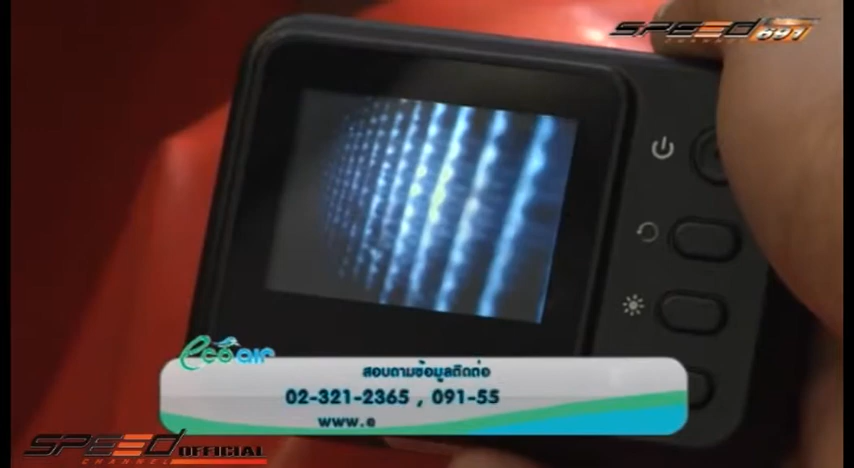 SPEED 691
CHANNEL
eco air
สอบถามข้อมูลติดต่อ
02-321-2365 , 091-55
www.e
SPEED OFFICIAL
CHANNEL